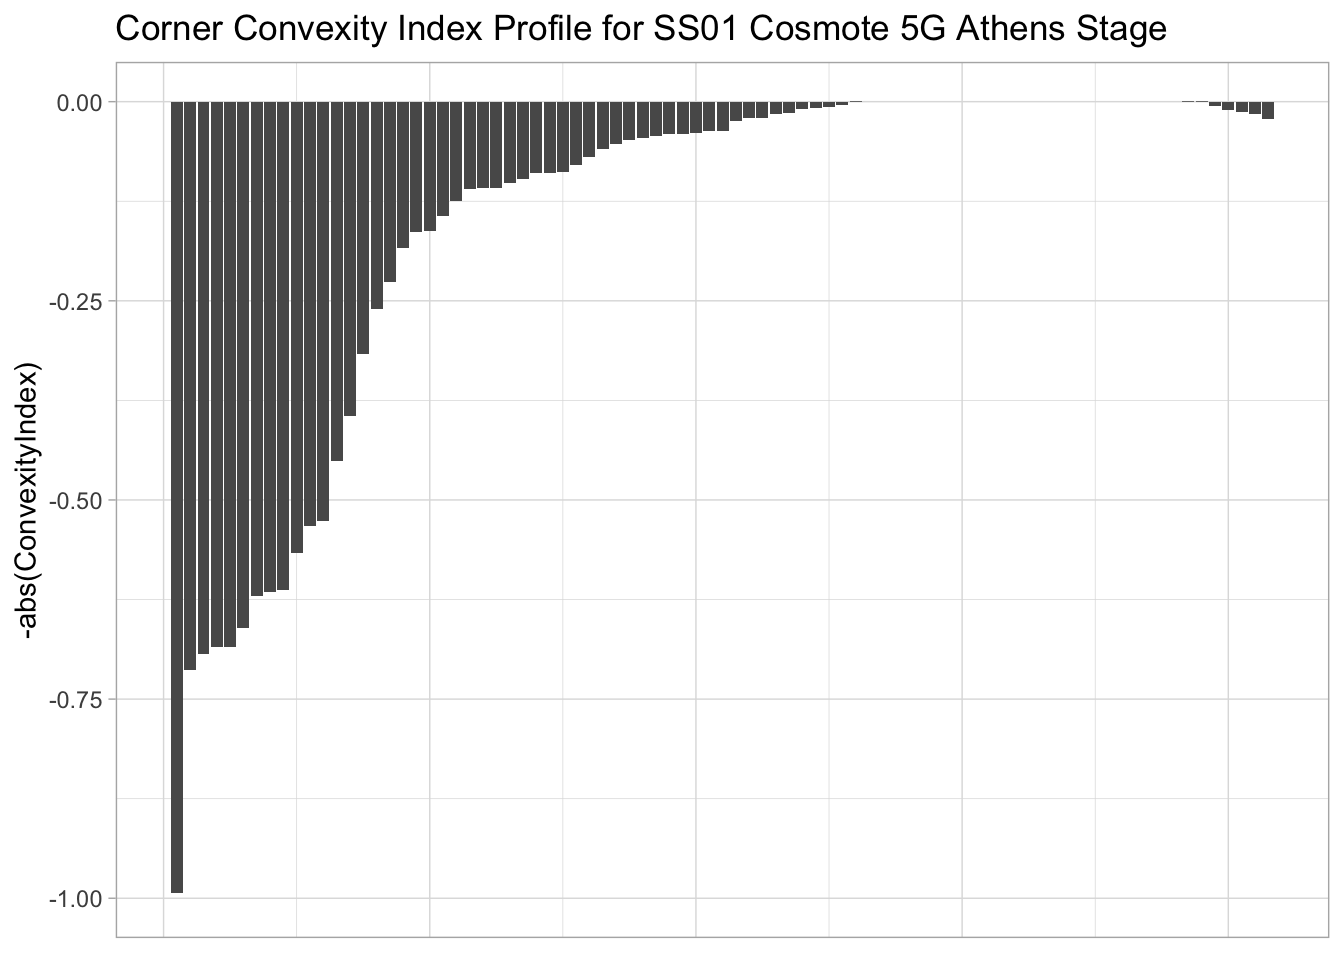 Corner Convexity Index Profile for SS01 Cosmote 5G Athens Stage
0.00
-0.25
-0.50
-0.75
-1.00
-abs(ConvexityIndex)